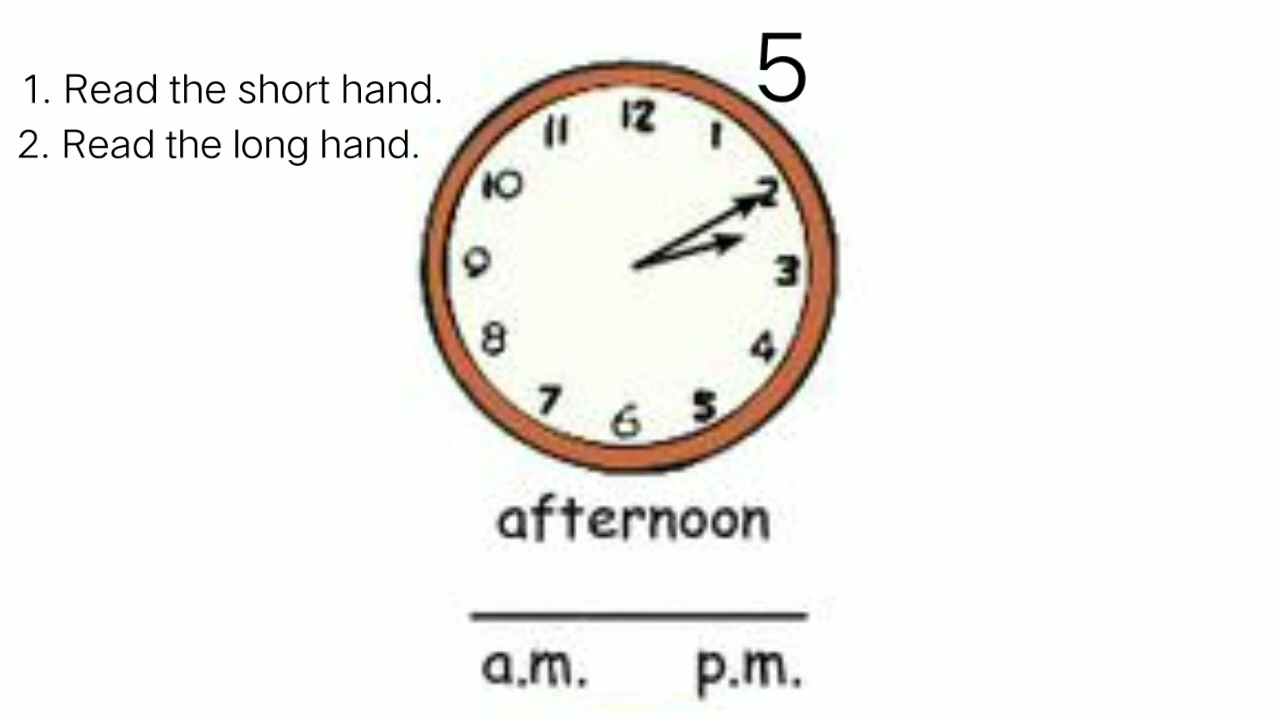 1. Read the short hand.
2. Read the long hand.
5
12
11 1
10 2
9 3
8 4
7 5
6
afternoon
a.m. p.m.